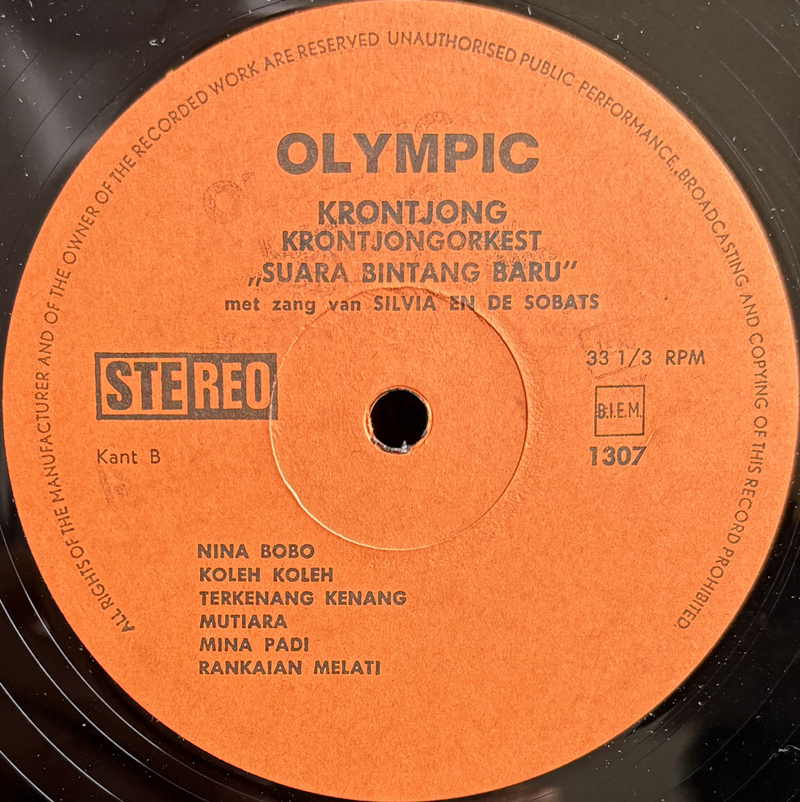 ALL RIGHTS OF THE MANUFACTURER AND OF THE OWNER OF THE RECORDED WORK ARE RESERVED UNAUTHORISED PUBLIC PERFORMANCE,,BROADCASTING AND COPYING OF THIS RECORD PROHIBITED.
OLYMPIC
KRONTJONG
KRONTJONGORKEST
„SUARA BINTANG BARU”
met zang van SILVIA EN DE SOBATS
STEREO
33 1/3 RPM
B.I.E.M.
Kant B
1307
NINA BOBO
KOLEH KOLEH
TERKENANG KENANG
MUTIARA
MINA PADI
RANKAIAN MELATI